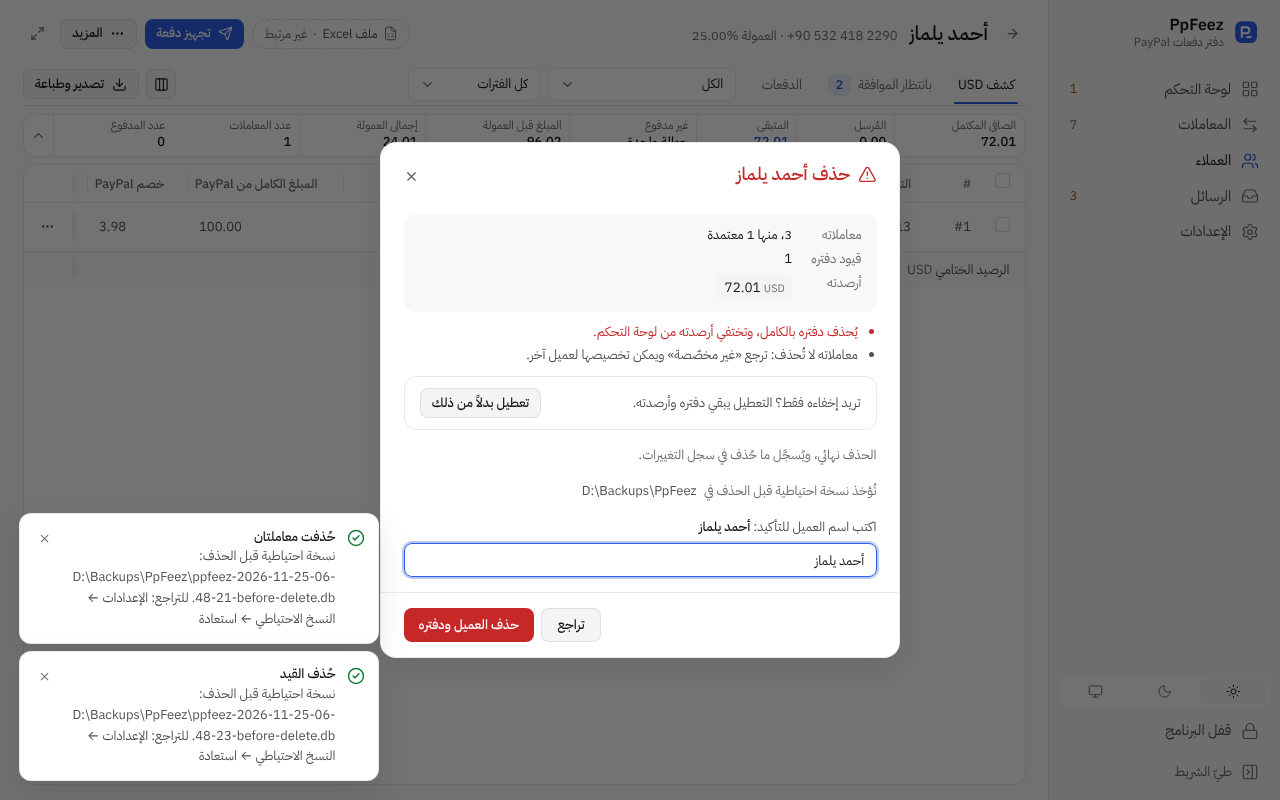 PpFeez
دفتر دفعات PayPal
لوحة التحكم 1
المعاملات 7
العملاء
الرسائل 3
الإعدادات
قفل البرنامج
طيّ الشريط
أحمد يلماز
+90 532 418 2290 · العمولة 25.00%
ملف Excel · غير مرتبط
تجهيز دفعة
المزيد
كشف USD
بانتظار الموافقة 2
الدفعات
الكل
كل الفترات
تصدير وطباعة
الصافي المكتمل
72.01
المُرسل
0.00
المتبقي
72.01
غير مدفوع
حوالة واحدة
المبلغ قبل العمولة
96.02
إجمالي العمولة
24.01
عدد المعاملات
1
عدد المدفوع
0
#
المبلغ الكامل من PayPal
خصم PayPal
#1
100.00
3.98
الرصيد الختامي USD
حذف أحمد يلماز
معاملاته
3، منها 1 معتمدة
قيود دفتره
1
أرصدته
72.01 USD
يُحذف دفتره بالكامل، وتختفي أرصدته من لوحة التحكم.
معاملاته لا تُحذف: ترجع «غير مخصّصة» ويمكن تخصيصها لعميل آخر.
تريد إخفاءه فقط؟ التعطيل يبقي دفتره وأرصدته.
تعطيل بدلاً من ذلك
الحذف نهائي، ويُسجَّل ما حُذف في سجل التغييرات.
تُؤخذ نسخة احتياطية قبل الحذف في D:\Backups\PpFeez
اكتب اسم العميل للتأكيد: أحمد يلماز
أحمد يلماز
تراجع
حذف العميل ودفتره
حُذفت معاملتان
نسخة احتياطية قبل الحذف:
D:\Backups\PpFeez\ppfeez-2026-11-25-06-
48-21-before-delete.db. للتراجع: الإعدادات ←
النسخ الاحتياطي ← استعادة
حُذف القيد
نسخة احتياطية قبل الحذف:
D:\Backups\PpFeez\ppfeez-2026-11-25-06-
48-23-before-delete.db. للتراجع: الإعدادات ←
النسخ الاحتياطي ← استعادة